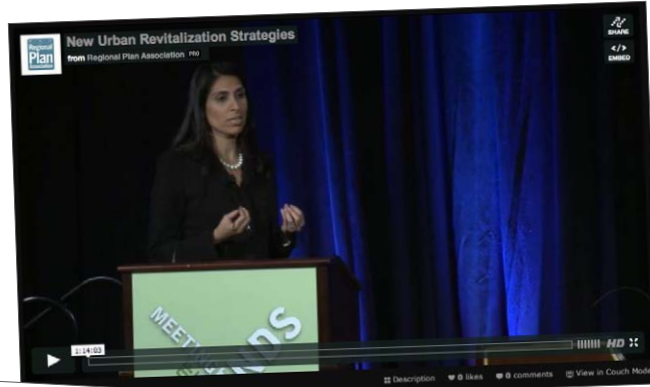 Regional
Plan
Association
New Urban Revitalization Strategies
from Regional Plan Association PRO
SHARE
</>
EMBED
MEETING
1:14:03
HD
Description
0 likes
0 comments
View in Couch Mode